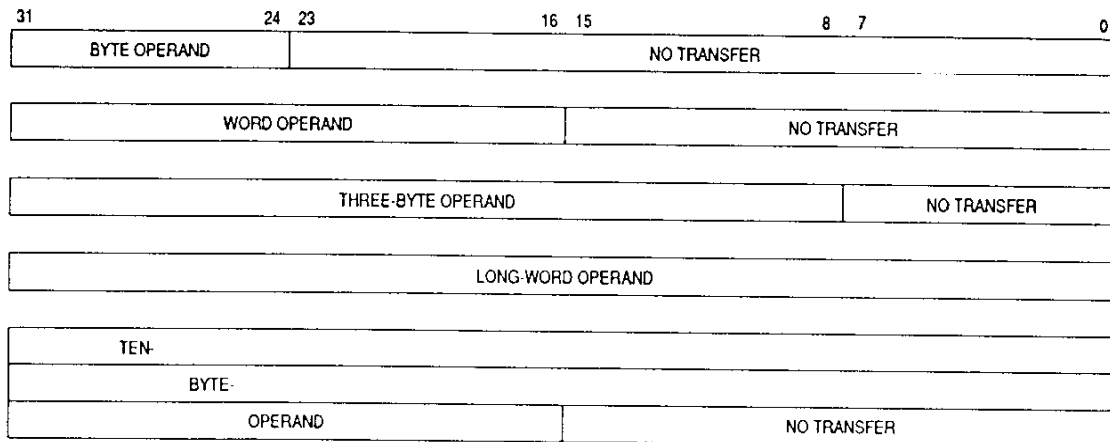 31 24 23 16 15 8 7 0
BYTE OPERAND NO TRANSFER
WORD OPERAND NO TRANSFER
THREE-BYTE OPERAND NO TRANSFER
LONG-WORD OPERAND
TEN-
BYTE-
OPERAND NO TRANSFER